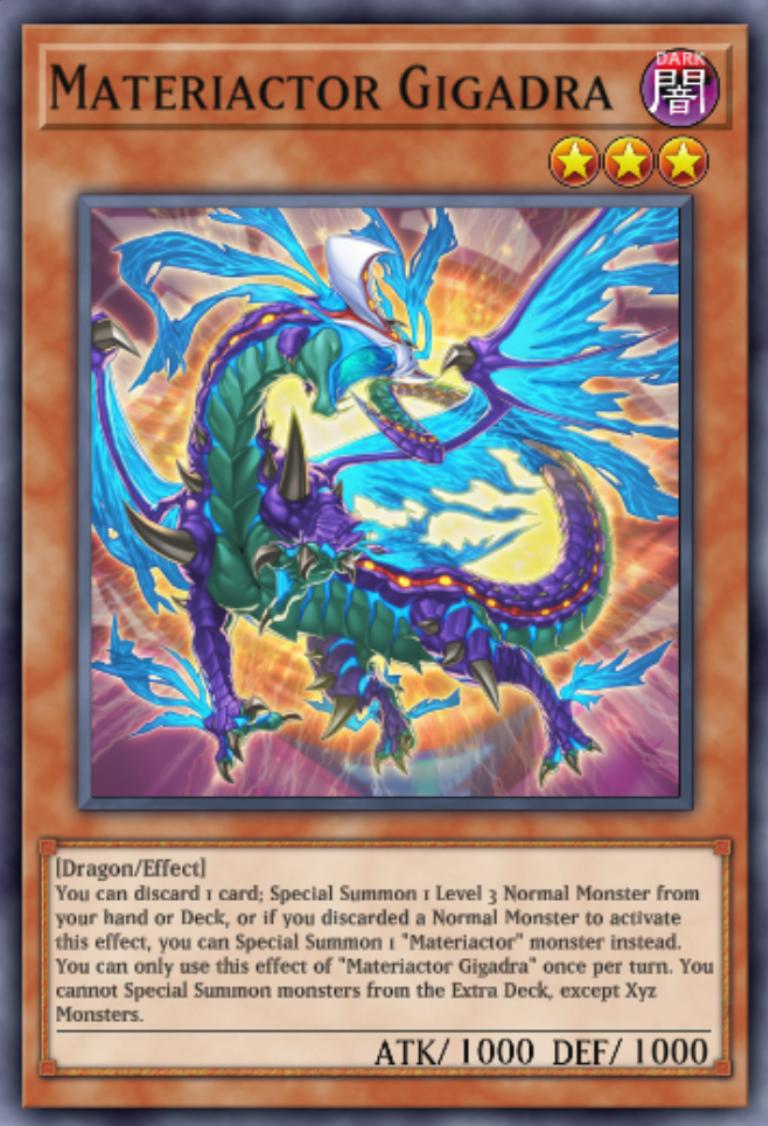 MATERIACTOR GIGADRA
DARK
闇
[Dragon/Effect]
You can discard 1 card; Special Summon 1 Level 3 Normal Monster from
your hand or Deck, or if you discarded a Normal Monster to activate
this effect, you can Special Summon 1 "Materiactor" monster instead.
You can only use this effect of "Materiactor Gigadra" once per turn. You
cannot Special Summon monsters from the Extra Deck, except Xyz
Monsters.
ATK/ 1000 DEF/ 1000